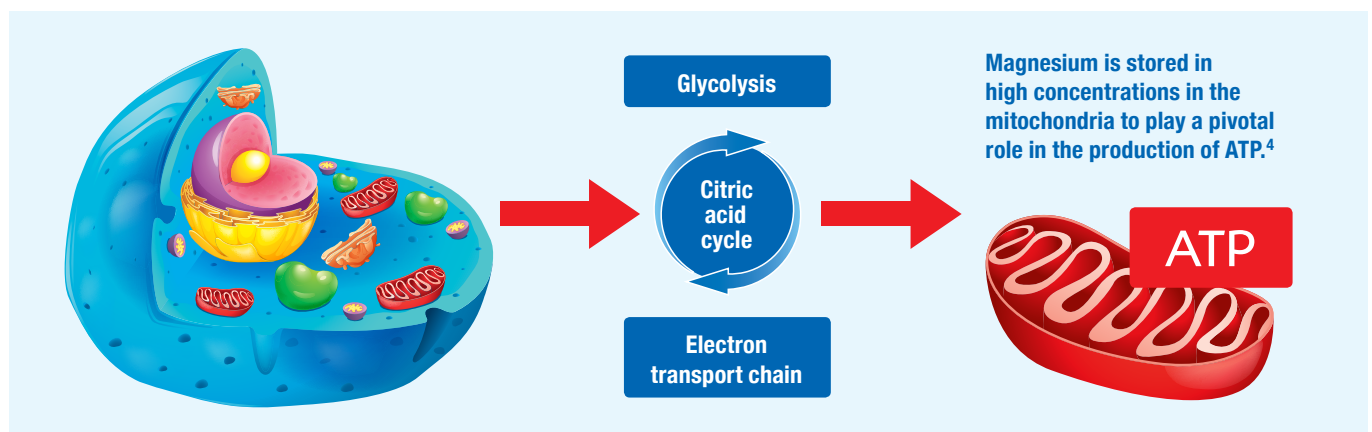 Glycolysis
Citric
acid
cycle
Electron
transport chain
Magnesium is stored in
high concentrations in the
mitochondria to play a pivotal
role in the production of ATP.4
ATP